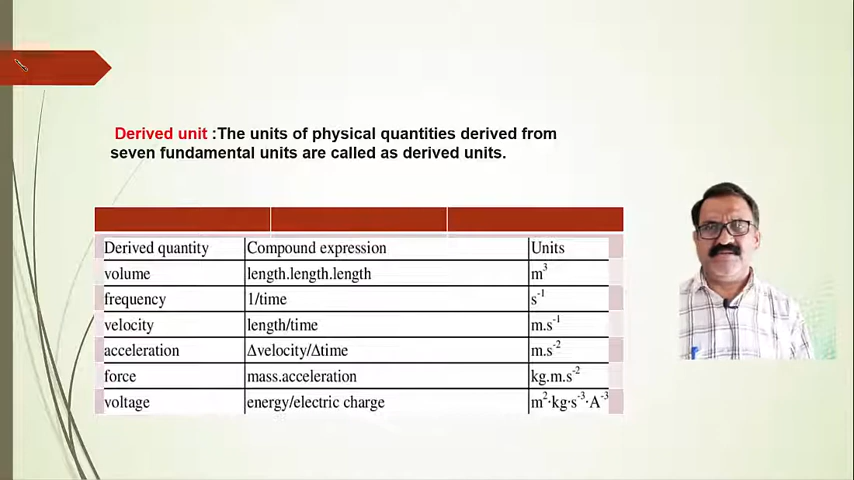 Derived unit :The units of physical quantities derived from
seven fundamental units are called as derived units.
Derived quantity Compound expression Units
volume length.length.length m³
frequency 1/time s⁻¹
velocity length/time m.s⁻¹
acceleration Δvelocity/Δtime m.s⁻²
force mass.acceleration kg.m.s⁻²
voltage energy/electric charge m²·kg·s⁻³·A⁻³